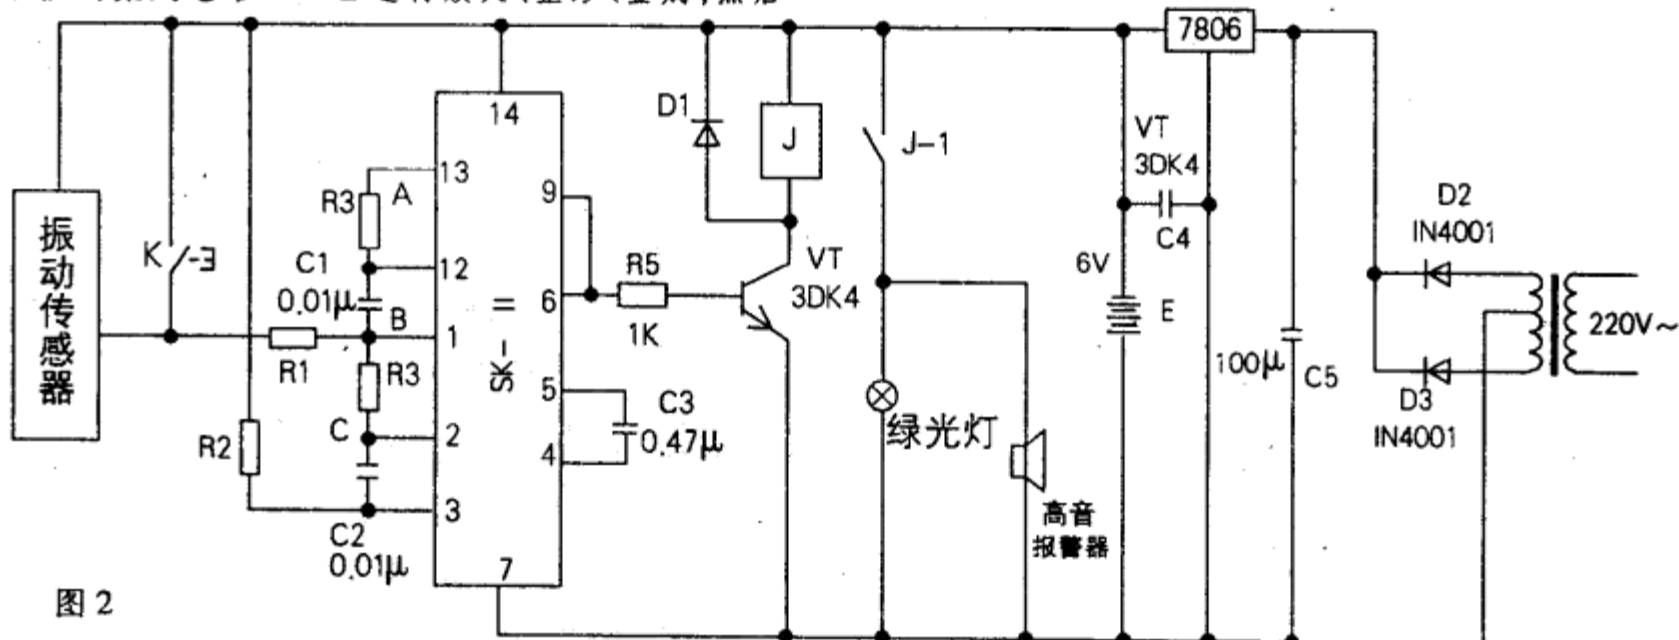 7806
14
D1
J
J-1
VT
3DK4
13
A
R3
9
D2
IN4001
振动传感器
K
C1
0.01μ
12
C4
VT
3DK4
6V
E
R5
6
1K
B
1
R1
R3
SK-II
220V~
100μ
C5
D3
IN4001
5
C3
0.47μ
4
C
2
R2
绿光灯
3
C2
0.01μ
高音
报警器
7
图2